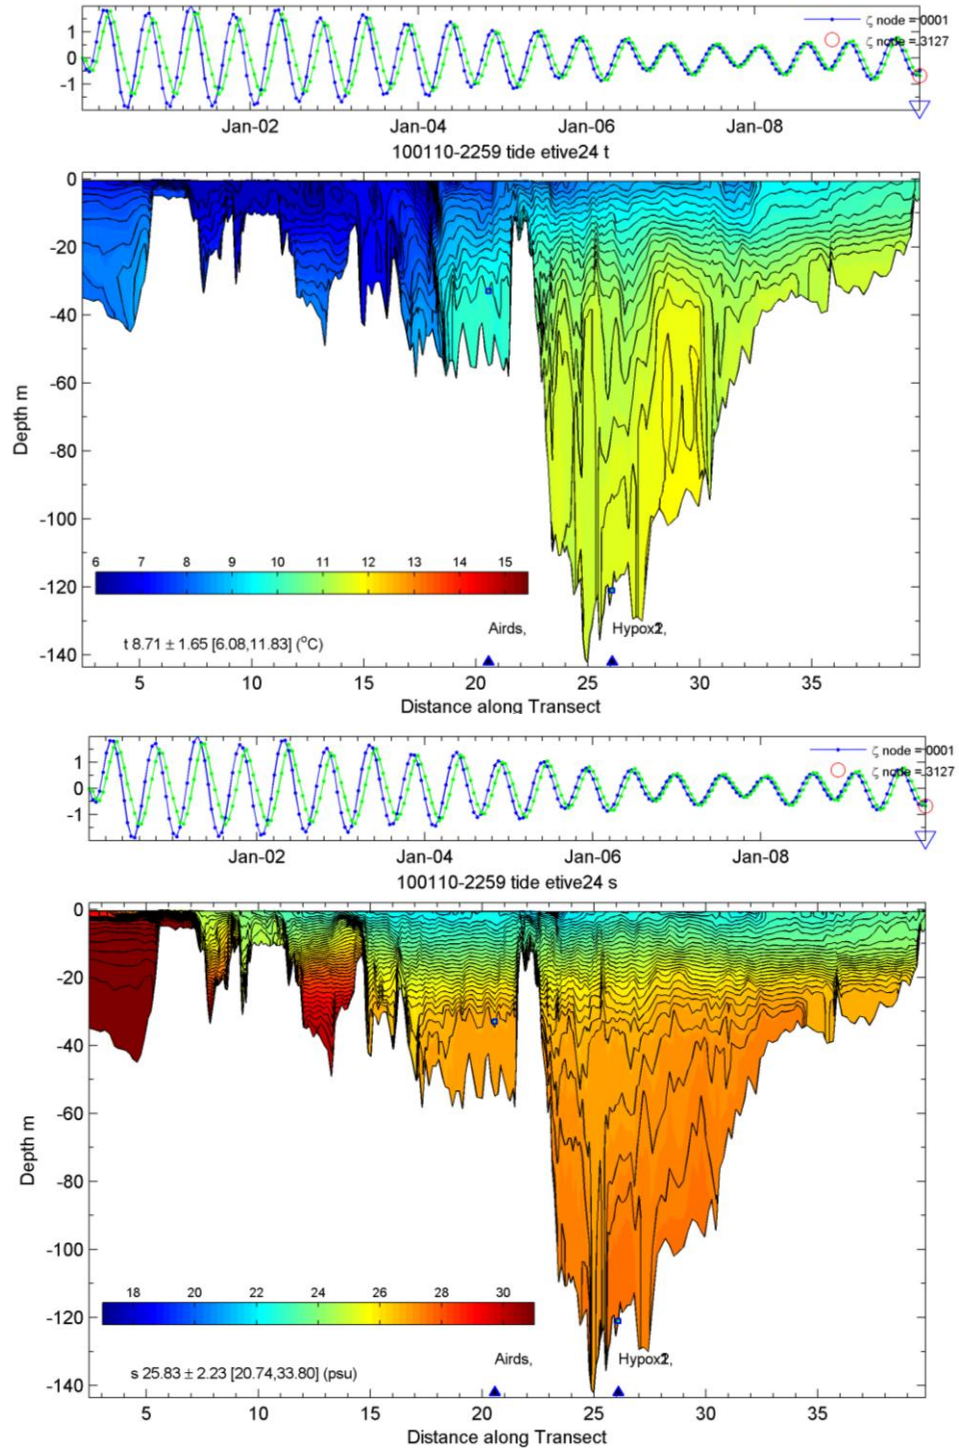 1
0
-1
ζ node = 0001
ζ node = 3127
Jan-02 Jan-04 Jan-06 Jan-08
100110-2259 tide etive24 t
0
-20
-40
-60
-80
-100
-120
-140
Depth m
6 7 8 9 10 11 12 13 14 15
Airds,
t 8.71 ± 1.65 [6.08,11.83] (°C)
5 10 15 20 25 30 35
Distance along Transect
1
0
-1
ζ node = 0001
ζ node = 3127
Jan-02 Jan-04 Jan-06 Jan-08
100110-2259 tide etive24 s
0
-20
-40
-60
-80
-100
-120
-140
Depth m
18 20 22 24 26 28 30
Airds,
s 25.83 ± 2.23 [20.74,33.80] (psu)
5 10 15 20 25 30 35
Distance along Transect